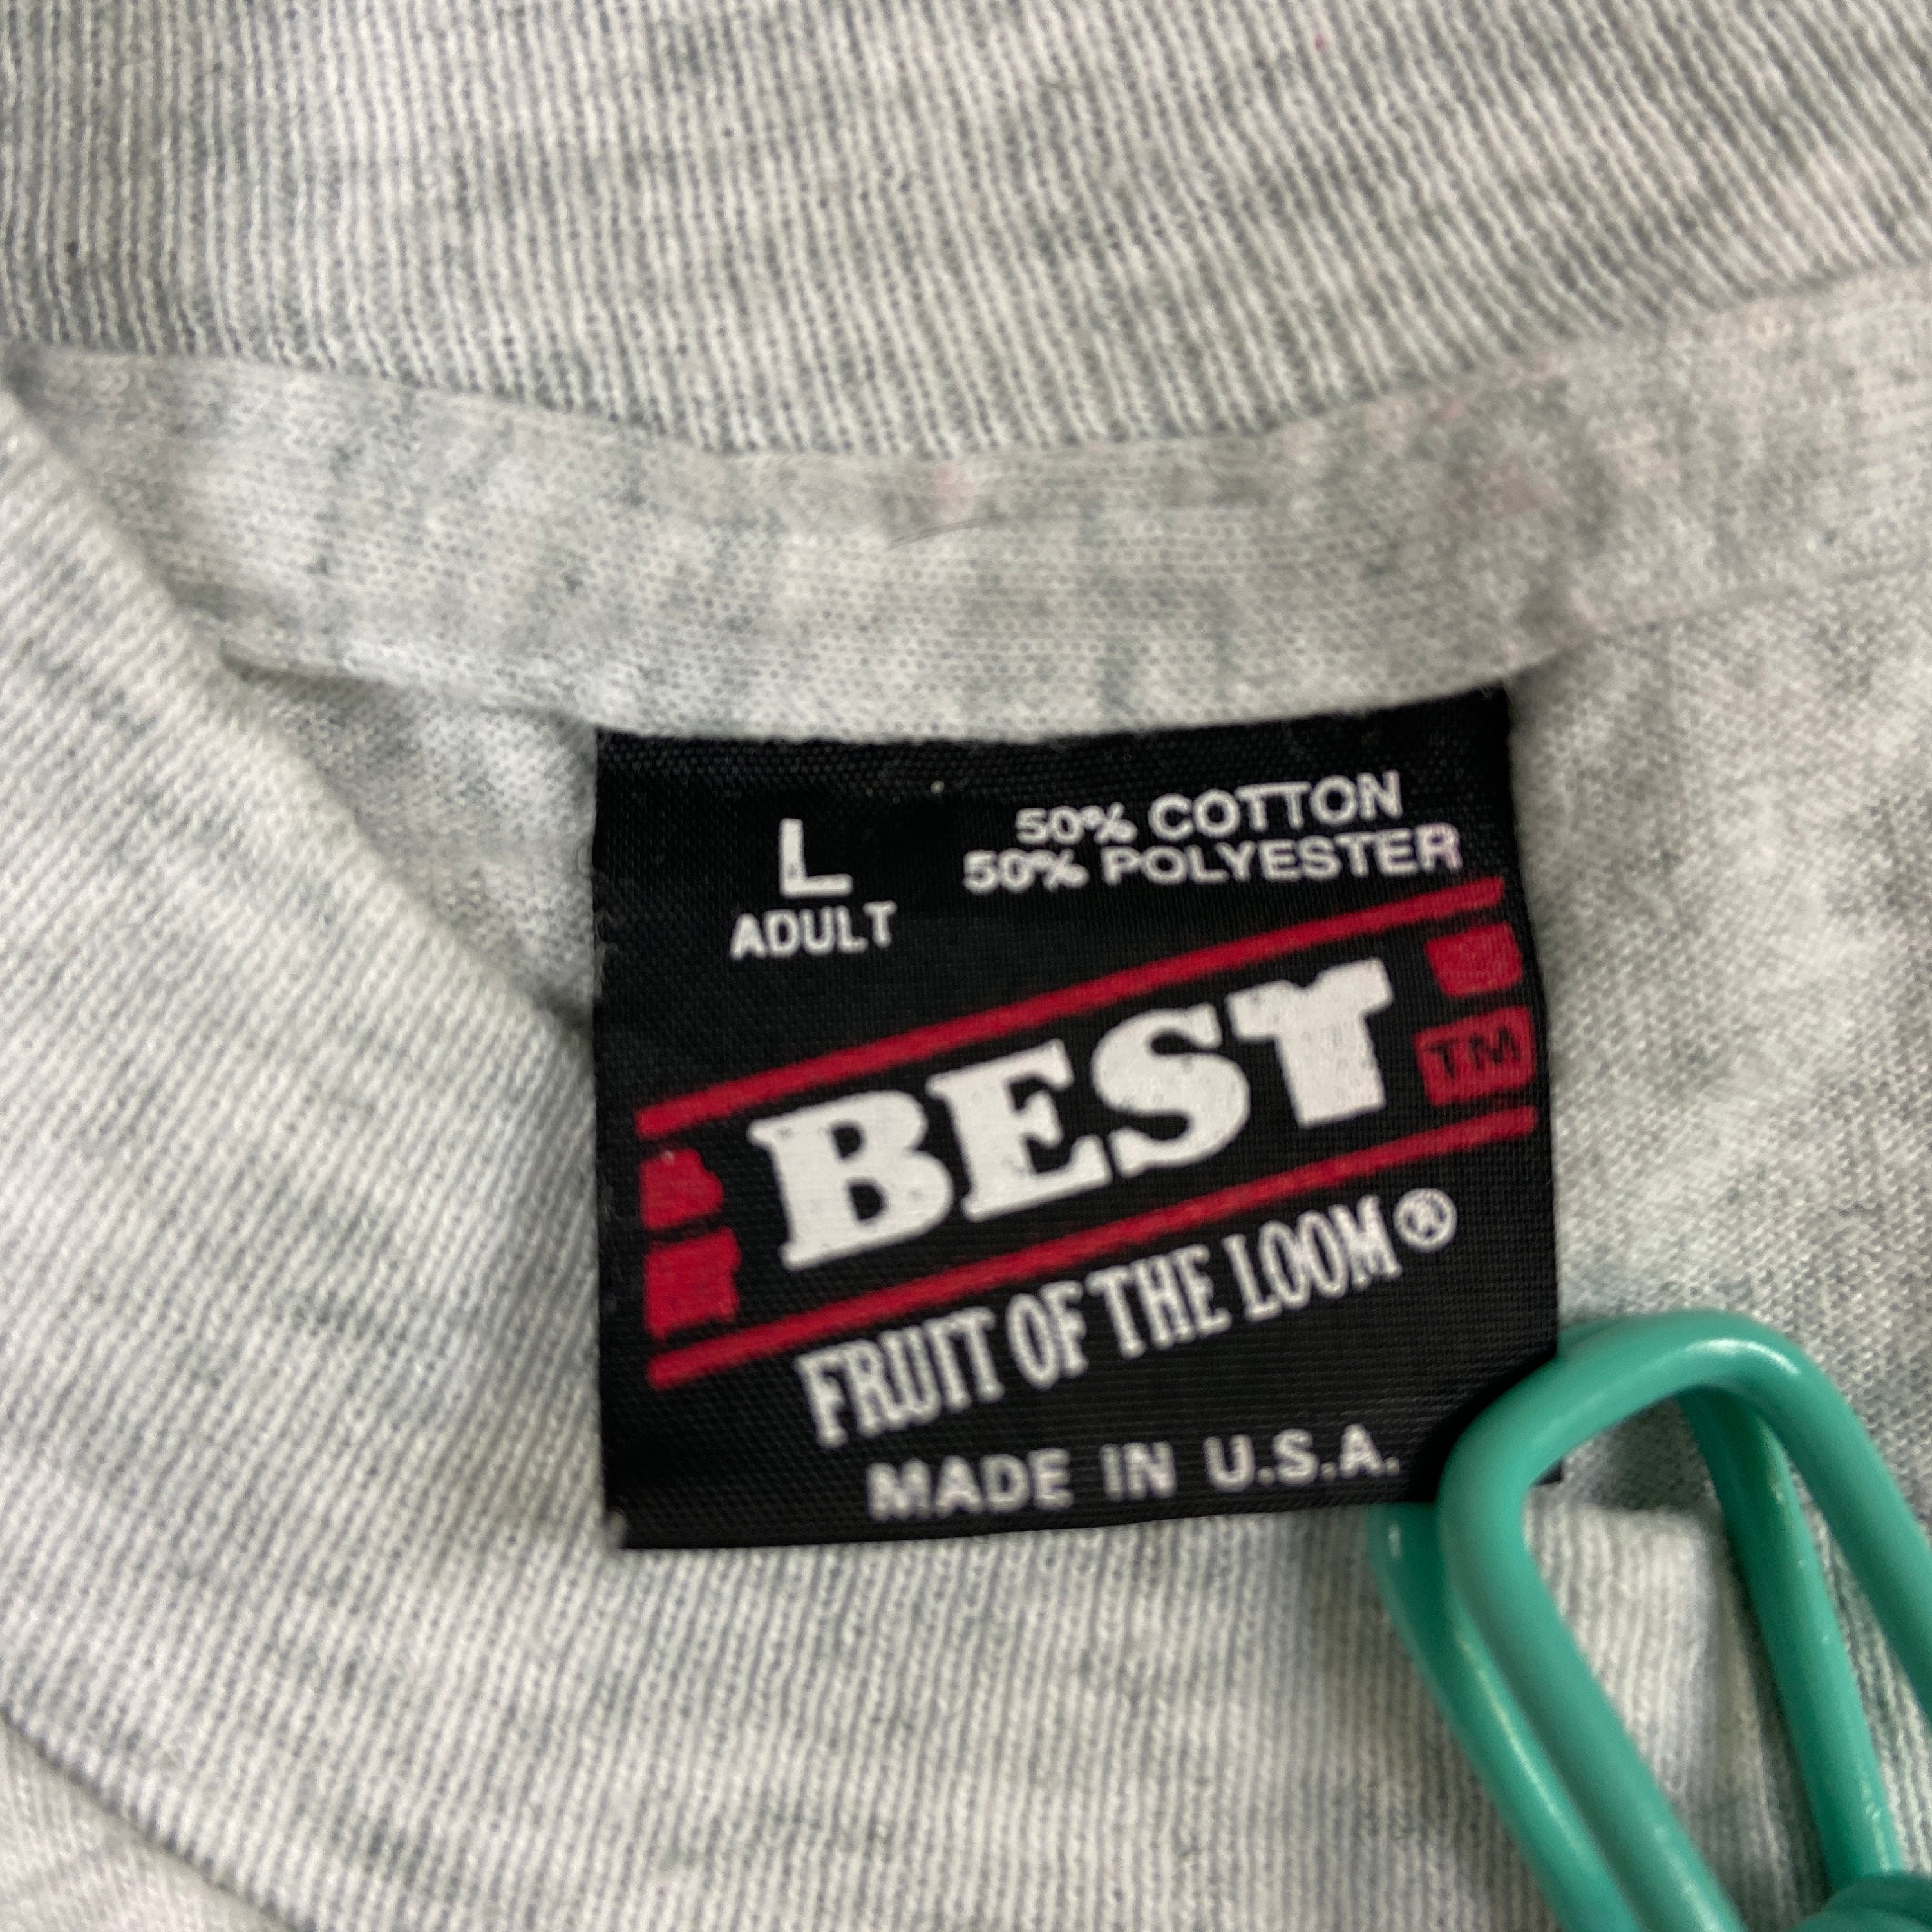 L
ADULT
50% COTTON
50% POLYESTER
BEST
TM
FRUIT OF THE LOOM®
MADE IN U.S.A.